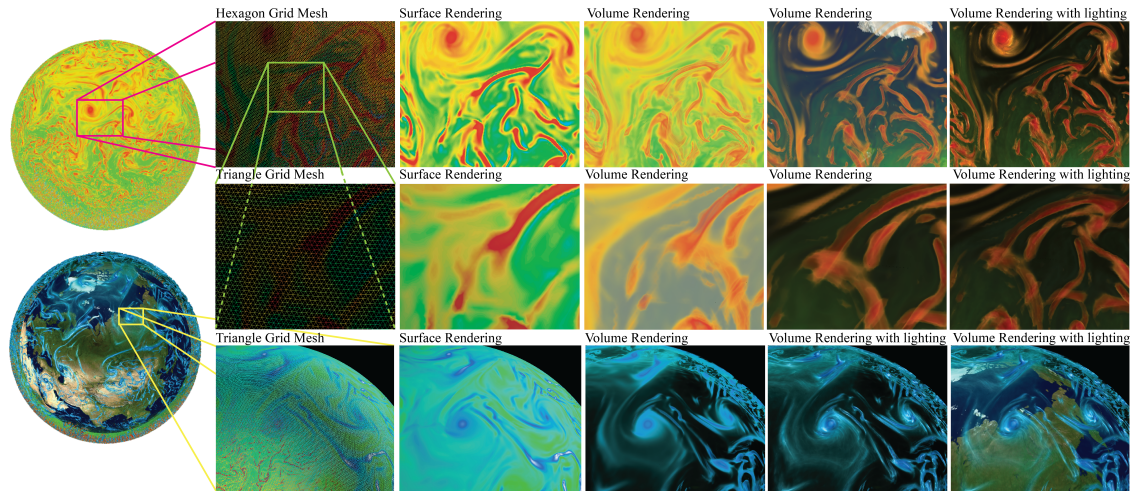 Hexagon Grid Mesh
Surface Rendering
Volume Rendering
Volume Rendering
Volume Rendering with lighting
Triangle Grid Mesh
Surface Rendering
Volume Rendering
Volume Rendering
Volume Rendering with lighting
Triangle Grid Mesh
Surface Rendering
Volume Rendering
Volume Rendering with lighting
Volume Rendering with lighting